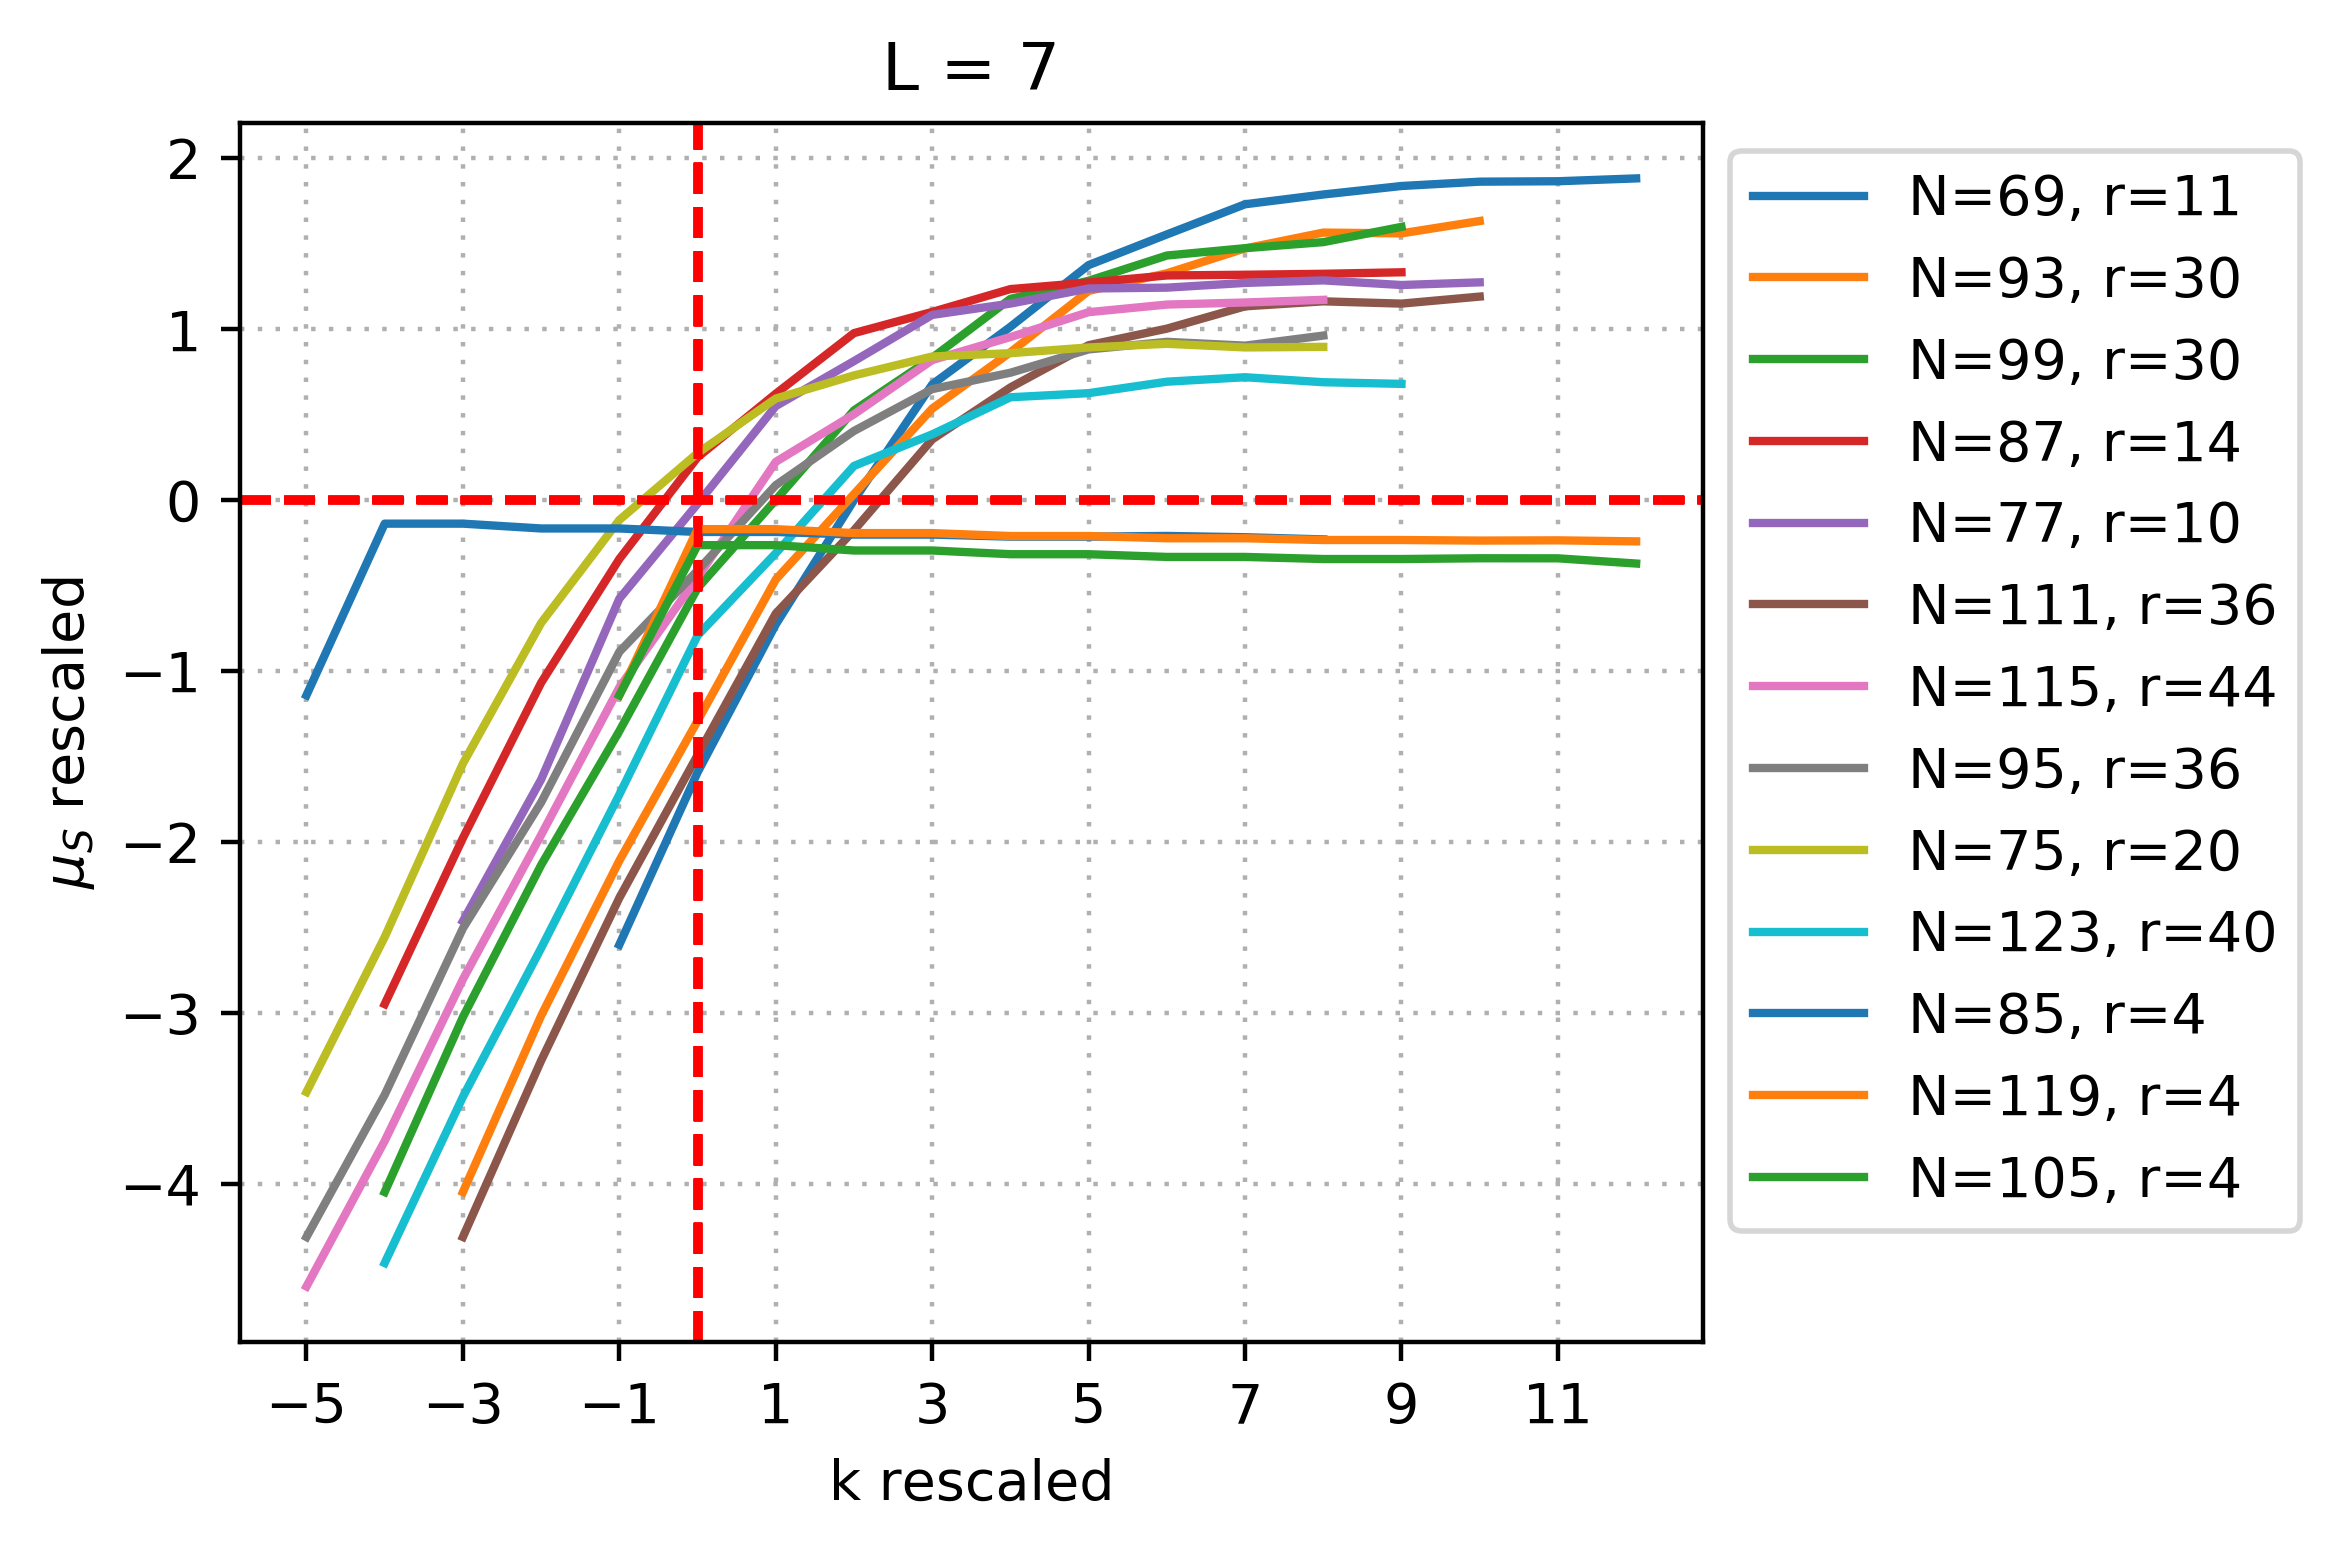 L = 7
2
1
0
−1
−2
−3
−4
μS rescaled
−5 −3 −1 1 3 5 7 9 11
k rescaled
N=69, r=11
N=93, r=30
N=99, r=30
N=87, r=14
N=77, r=10
N=111, r=36
N=115, r=44
N=95, r=36
N=75, r=20
N=123, r=40
N=85, r=4
N=119, r=4
N=105, r=4